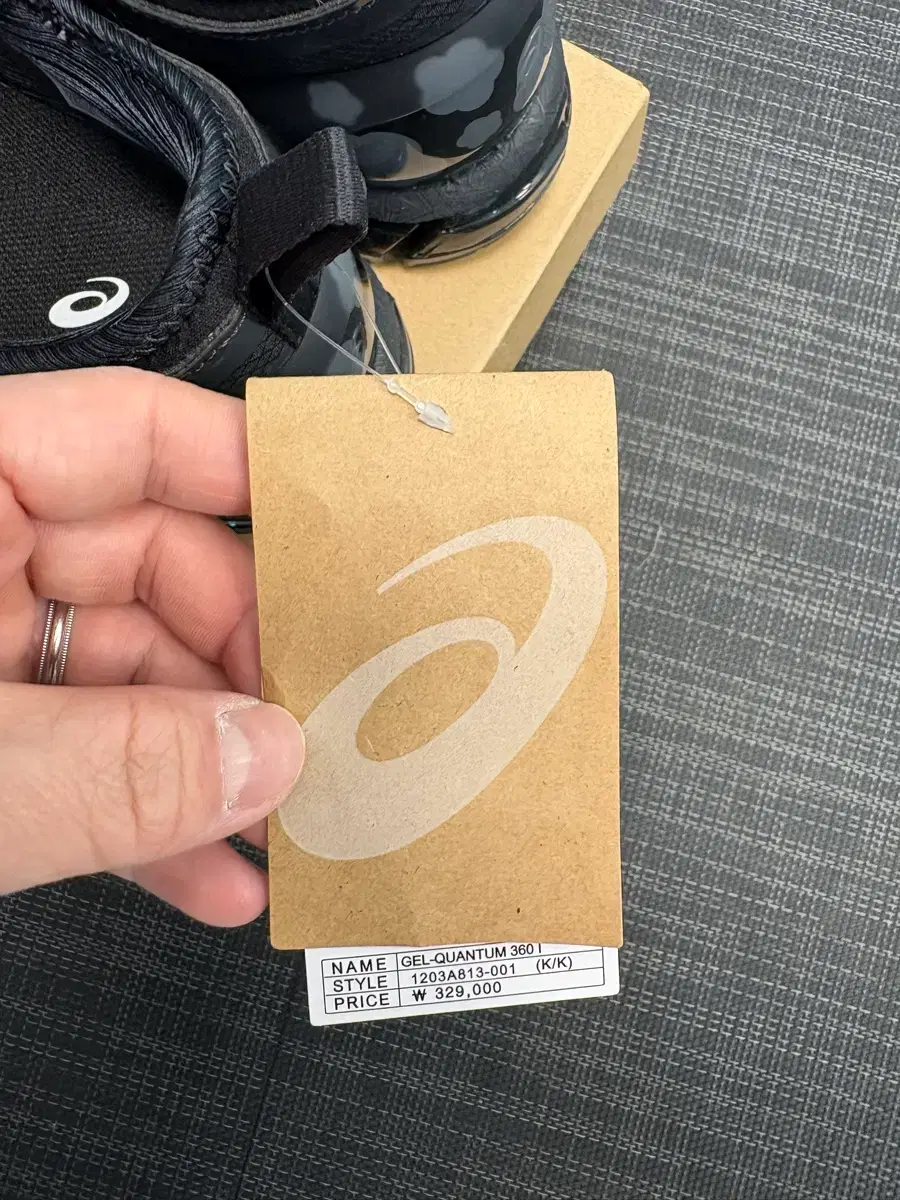 NAME GEL-QUANTUM 360 I
STYLE 1203A813-001 (K/K)
PRICE ₩ 329,000